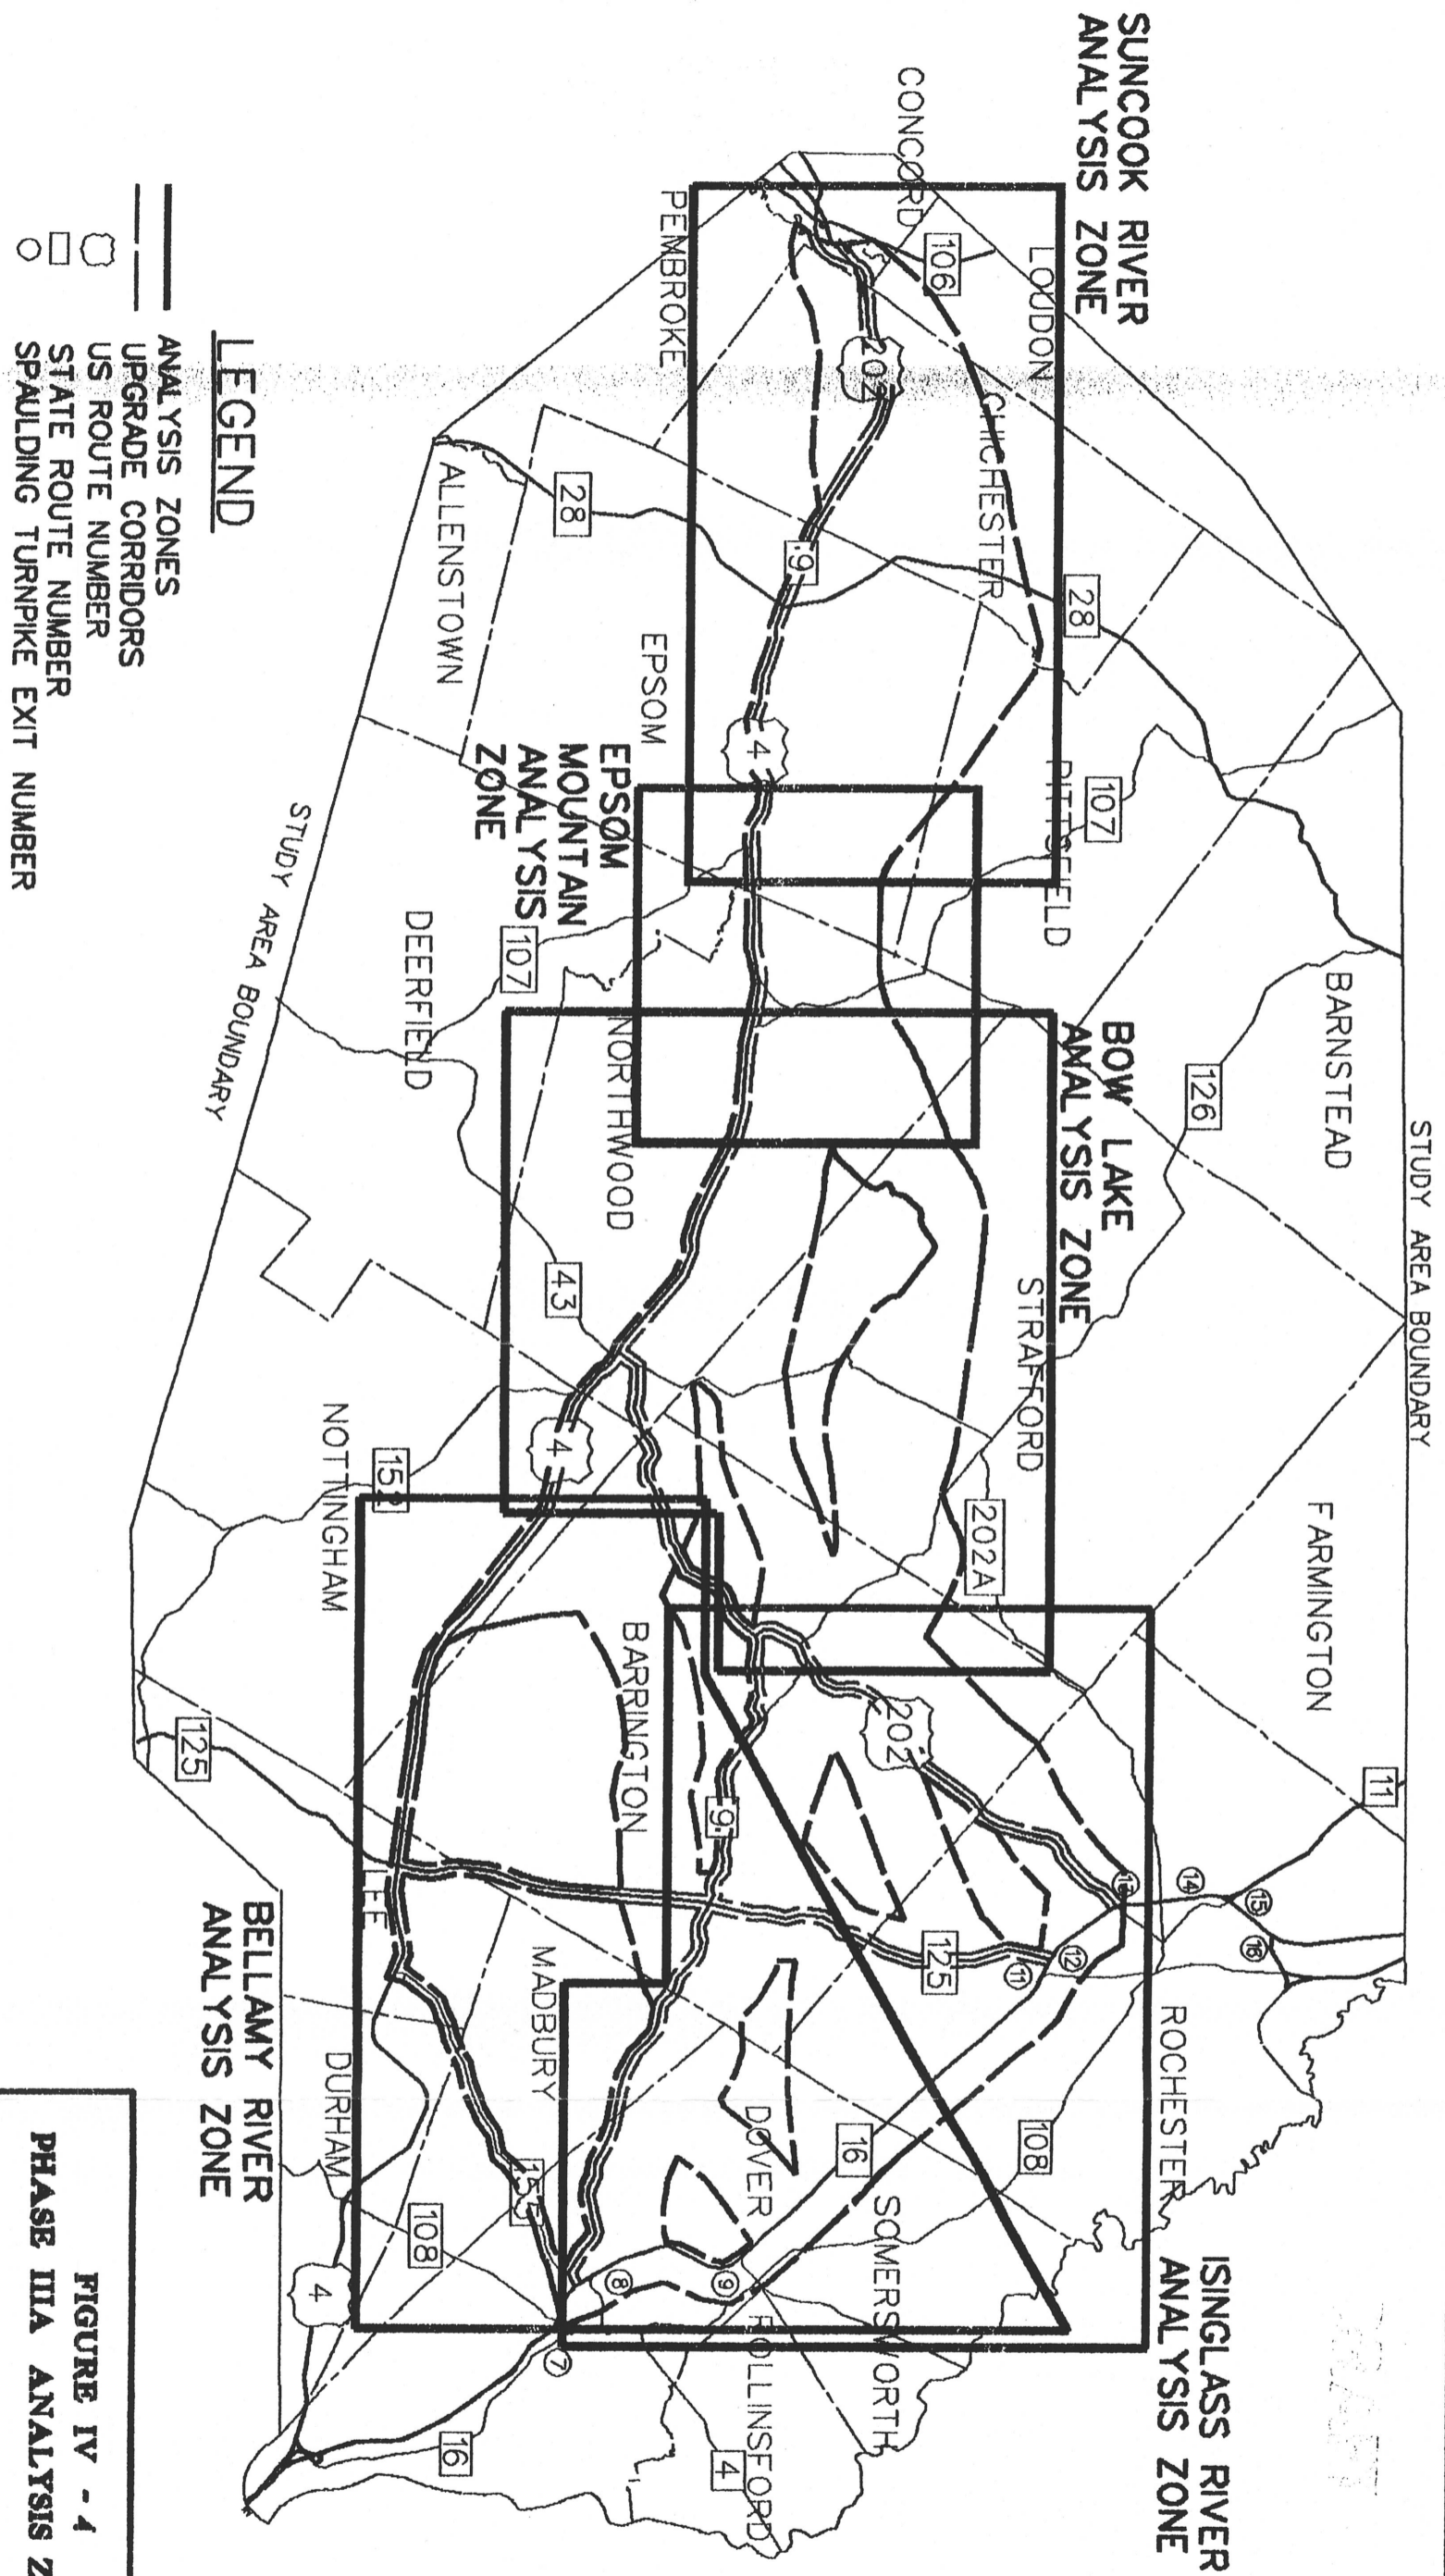 SUNCOOK RIVER
ANALYSIS ZONE
CONCORD
LOUDON
PEMBROKE
106
202
CHICHESTER
28
28
9
ALLENSTOWN
EPSOM
4
PITTSFIELD
107
EPSOM
MOUNTAIN
ANALYSIS
ZONE
107
DEERFIELD
STUDY AREA BOUNDARY
NORTHWOOD
BOW LAKE
ANALYSIS ZONE
BARNSTEAD
126
STUDY AREA BOUNDARY
STRAFFORD
43
4
202A
152
NOTTINGHAM
FARMINGTON
BARRINGTON
202
9
125
11
LEE
13
14
15
16
12
11
125
MADBURY
BELLAMY RIVER
ANALYSIS ZONE
DURHAM
DOVER
16
108
ROCHESTER
155
108
4
SOMERSWORTH
8
9
7
ROLLINSFORD
16
4
ISINGLASS RIVER
ANALYSIS ZONE
LEGEND
ANALYSIS ZONES
UPGRADE CORRIDORS
US ROUTE NUMBER
STATE ROUTE NUMBER
SPAULDING TURNPIKE EXIT NUMBER
FIGURE IV - 4
PHASE IIIA ANALYSIS